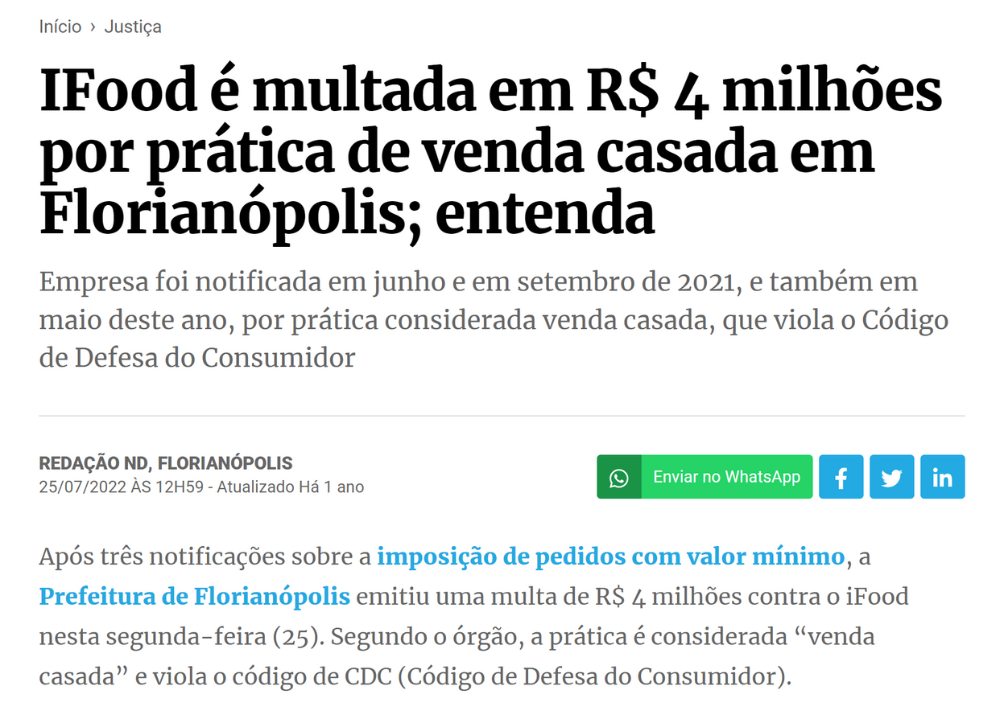 Início › Justiça
IFood é multada em R$ 4 milhões
por prática de venda casada em
Florianópolis; entenda
Empresa foi notificada em junho e em setembro de 2021, e também em
maio deste ano, por prática considerada venda casada, que viola o Código
de Defesa do Consumidor
REDAÇÃO ND, FLORIANÓPOLIS
25/07/2022 ÀS 12H59 - Atualizado Há 1 ano
Enviar no WhatsApp
Após três notificações sobre a imposição de pedidos com valor mínimo, a
Prefeitura de Florianópolis emitiu uma multa de R$ 4 milhões contra o iFood
nesta segunda-feira (25). Segundo o órgão, a prática é considerada “venda
casada” e viola o código de CDC (Código de Defesa do Consumidor).